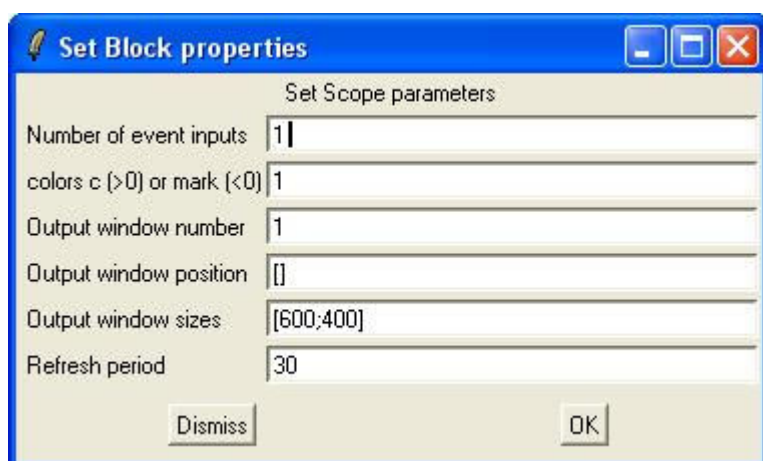 Set Block properties
Set Scope parameters
Number of event inputs 1
colors c (>0) or mark (<0) 1
Output window number 1
Output window position []
Output window sizes [600;400]
Refresh period 30
Dismiss OK